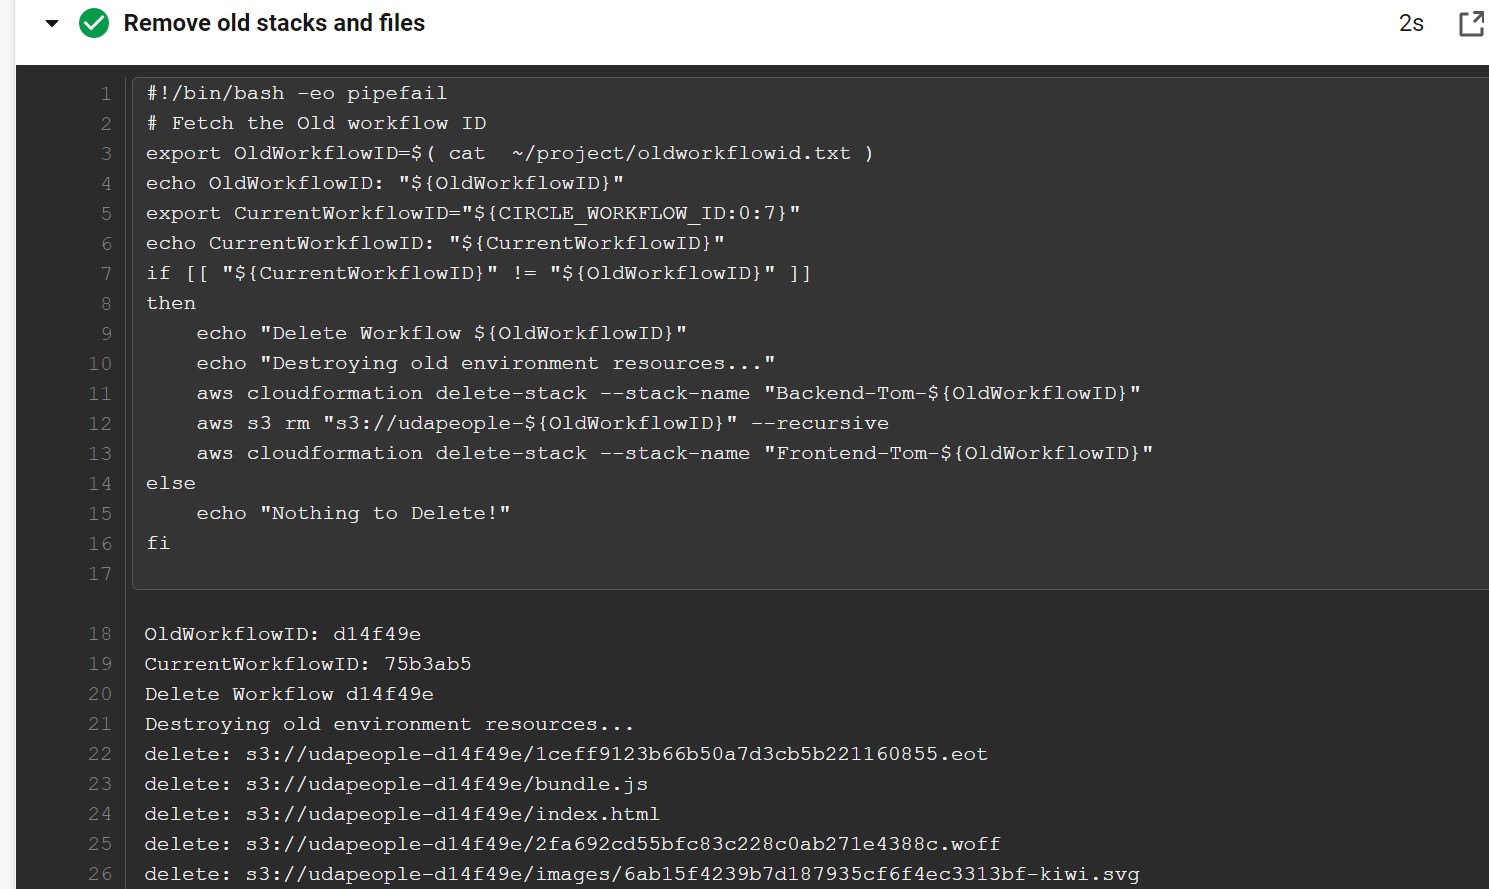 Remove old stacks and files 2s
1 #!/bin/bash -eo pipefail
2 # Fetch the Old workflow ID
3 export OldWorkflowID=$( cat  ~/project/oldworkflowid.txt )
4 echo OldWorkflowID: "${OldWorkflowID}"
5 export CurrentWorkflowID="${CIRCLE_WORKFLOW_ID:0:7}"
6 echo CurrentWorkflowID: "${CurrentWorkflowID}"
7 if [[ "${CurrentWorkflowID}" != "${OldWorkflowID}" ]]
8 then
9     echo "Delete Workflow ${OldWorkflowID}"
10     echo "Destroying old environment resources..."
11     aws cloudformation delete-stack --stack-name "Backend-Tom-${OldWorkflowID}"
12     aws s3 rm "s3://udapeople-${OldWorkflowID}" --recursive
13     aws cloudformation delete-stack --stack-name "Frontend-Tom-${OldWorkflowID}"
14 else
15     echo "Nothing to Delete!"
16 fi
17
18 OldWorkflowID: d14f49e
19 CurrentWorkflowID: 75b3ab5
20 Delete Workflow d14f49e
21 Destroying old environment resources...
22 delete: s3://udapeople-d14f49e/1ceff9123b66b50a7d3cb5b221160855.eot
23 delete: s3://udapeople-d14f49e/bundle.js
24 delete: s3://udapeople-d14f49e/index.html
25 delete: s3://udapeople-d14f49e/2fa692cd55bfc83c228c0ab271e4388c.woff
26 delete: s3://udapeople-d14f49e/images/6ab15f4239b7d187935cf6f4ec3313bf-kiwi.svg